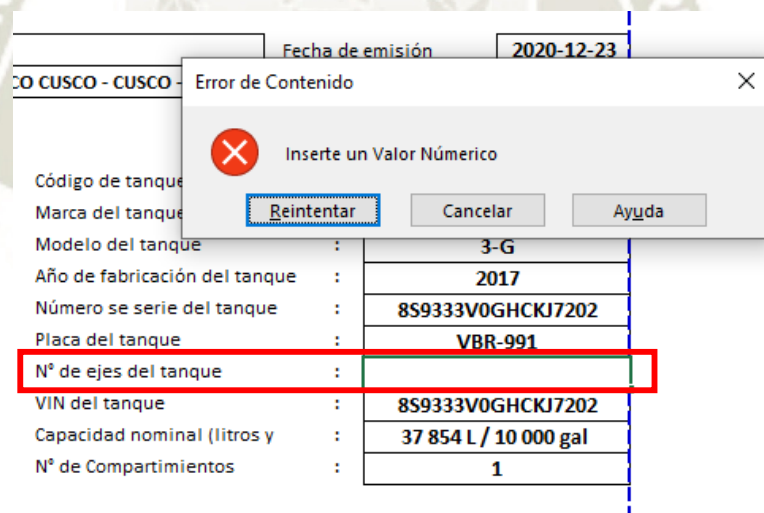 Fecha de emisión 2020-12-23
CO CUSCO - CUSCO -
Error de Contenido
Inserte un Valor Númerico
Reintentar Cancelar Ayuda
Código de tanque
Marca del tanque
Modelo del tanque : 3-G
Año de fabricación del tanque : 2017
Número se serie del tanque : 8S9333V0GHCKJ7202
Placa del tanque : VBR-991
N° de ejes del tanque :
VIN del tanque : 8S9333V0GHCKJ7202
Capacidad nominal (litros y : 37 854 L / 10 000 gal
N° de Compartimientos : 1